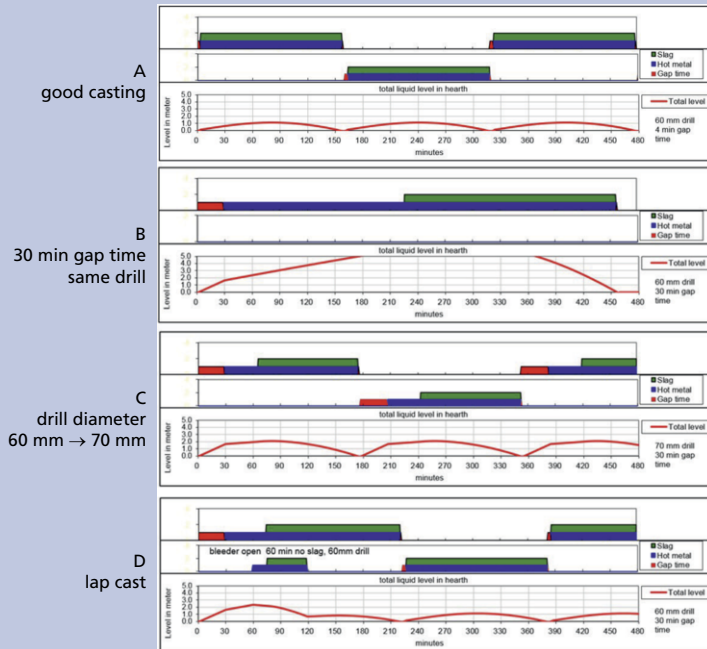 A
good casting
Slag
Hot metal
Gap time
total liquid level in hearth
Level in meter
5.0
4.0
3.0
2.0
1.0
0.0
0 30 60 90 120 150 180 210 240 270 300 330 360 390 420 450 480
minutes
Total level
60 mm drill
4 min gap
time
B
30 min gap time
same drill
Slag
Hot metal
Gap time
total liquid level in hearth
Level in meter
5.0
4.0
3.0
2.0
1.0
0.0
0 30 60 90 120 150 180 210 240 270 300 330 360 390 420 450 480
minutes
Total level
60 mm drill
30 min gap
time
C
drill diameter
60 mm → 70 mm
Slag
Hot metal
Gap time
total liquid level in hearth
Level in meter
5.0
4.0
3.0
2.0
1.0
0.0
0 30 60 90 120 150 180 210 240 270 300 330 360 390 420 450 480
minutes
Total level
70 mm drill
30 min gap
time
D
lap cast
bleeder open 60 min no slag, 60mm drill
Slag
Hot metal
Gap time
total liquid level in hearth
Level in meter
5.0
4.0
3.0
2.0
1.0
0.0
0 30 60 90 120 150 180 210 240 270 300 330 360 390 420 450 480
minutes
Total level
60 mm drill
30 min gap
time